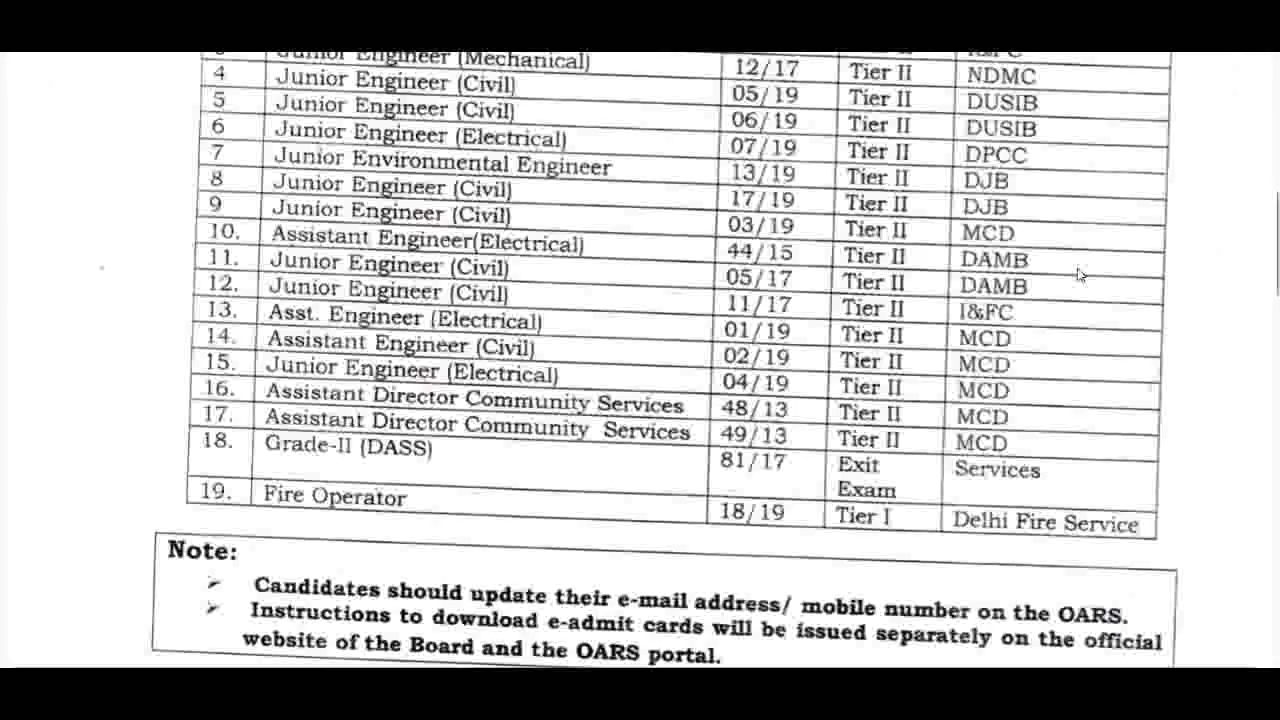 Junior Engineer (Mechanical) 12/17 Tier II NDMC
4 Junior Engineer (Civil) 05/19 Tier II DUSIB
5 Junior Engineer (Civil) 06/19 Tier II DUSIB
6 Junior Engineer (Electrical) 07/19 Tier II DPCC
7 Junior Environmental Engineer 13/19 Tier II DJB
8 Junior Engineer (Civil) 17/19 Tier II DJB
9 Junior Engineer (Civil) 03/19 Tier II MCD
10. Assistant Engineer(Electrical) 44/15 Tier II DAMB
11. Junior Engineer (Civil) 05/17 Tier II DAMB
12. Junior Engineer (Civil) 11/17 Tier II I&FC
13. Asst. Engineer (Electrical) 01/19 Tier II MCD
14. Assistant Engineer (Civil) 02/19 Tier II MCD
15. Junior Engineer (Electrical) 04/19 Tier II MCD
16. Assistant Director Community Services 48/13 Tier II MCD
17. Assistant Director Community Services 49/13 Tier II MCD
18. Grade-II (DASS) 81/17 Exit Services
Exam
19. Fire Operator 18/19 Tier I Delhi Fire Service
Note:
➢ Candidates should update their e-mail address/ mobile number on the OARS.
➢ Instructions to download e-admit cards will be issued separately on the official
website of the Board and the OARS portal.